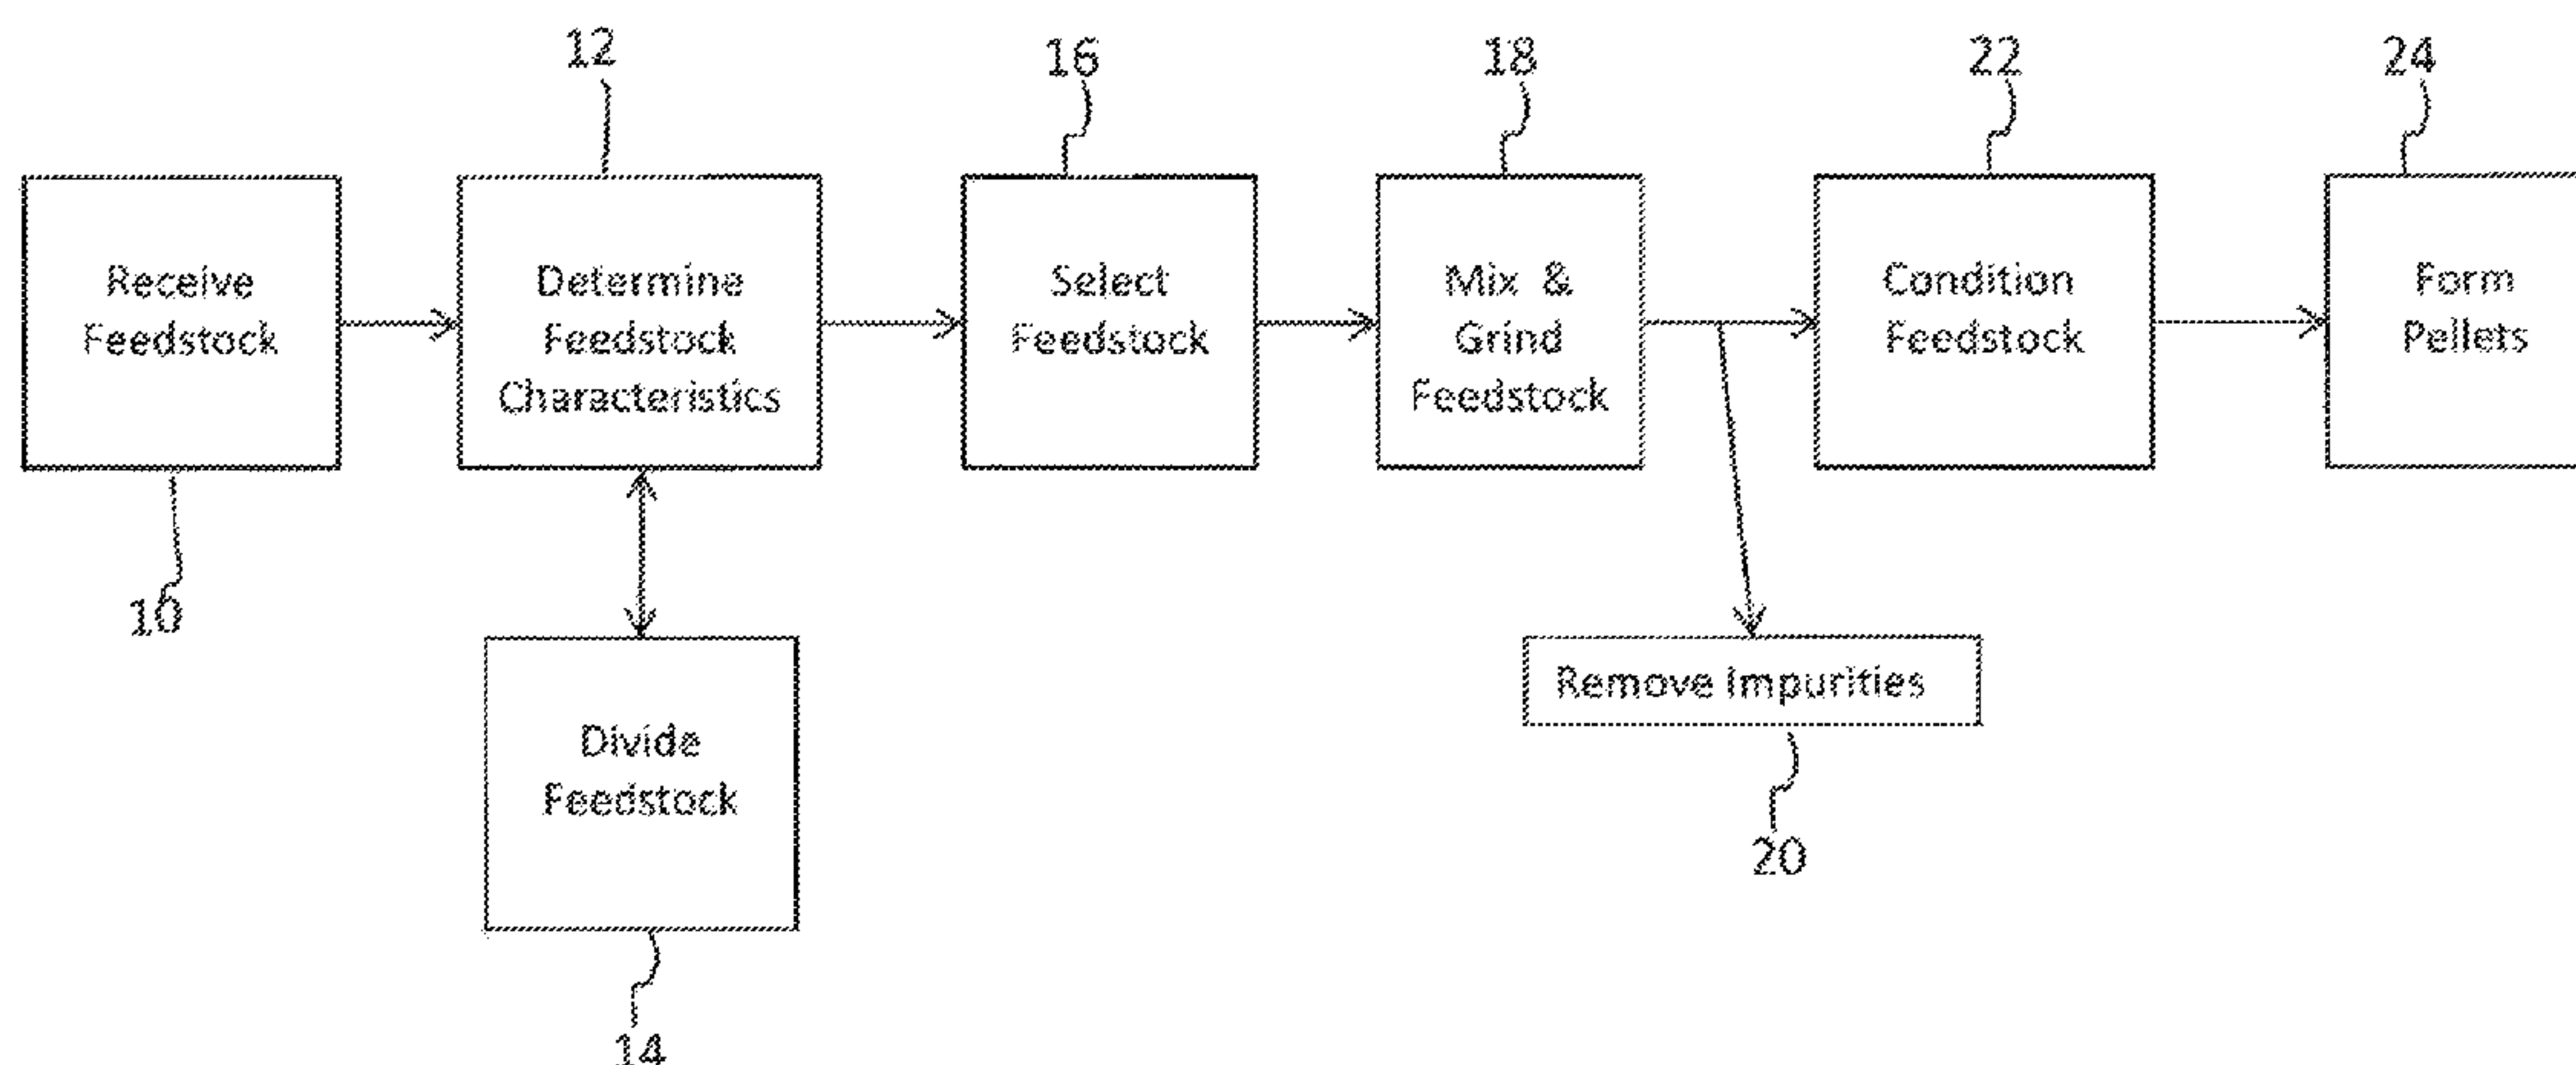 12
16
18
22
24
Receive
Feedstock
Determine
Feedstock
Characteristics
Select
Feedstock
Mix & 
Grind
Feedstock
Condition
Feedstock
Form
Pellets
10
Divide
Feedstock
Remove Impurities
20
14